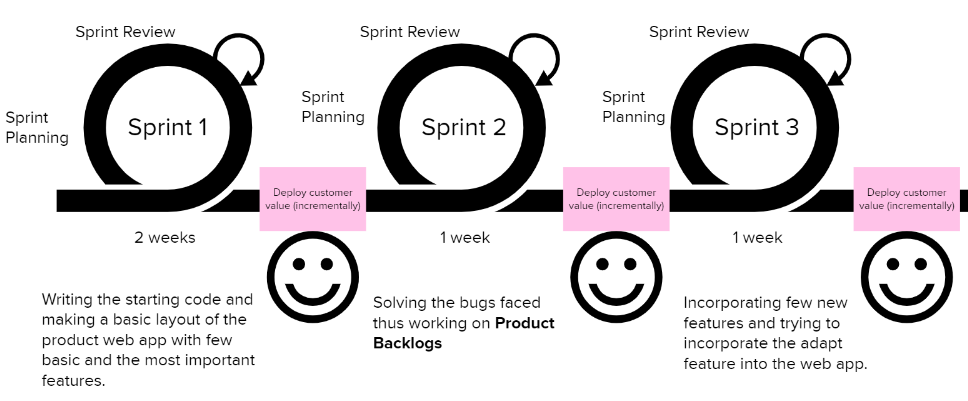 Sprint Review
Sprint
Planning
Sprint 1
Deploy customer
value (incrementally)
2 weeks
Writing the starting code and
making a basic layout of the
product web app with few
basic and the most important
features.
Sprint Review
Sprint
Planning
Sprint 2
Deploy customer
value (incrementally)
1 week
Solving the bugs faced
thus working on Product
Backlogs
Sprint Review
Sprint
Planning
Sprint 3
Deploy customer
value (incrementally)
1 week
Incorporating few new
features and trying to
incorporate the adapt
feature into the web app.